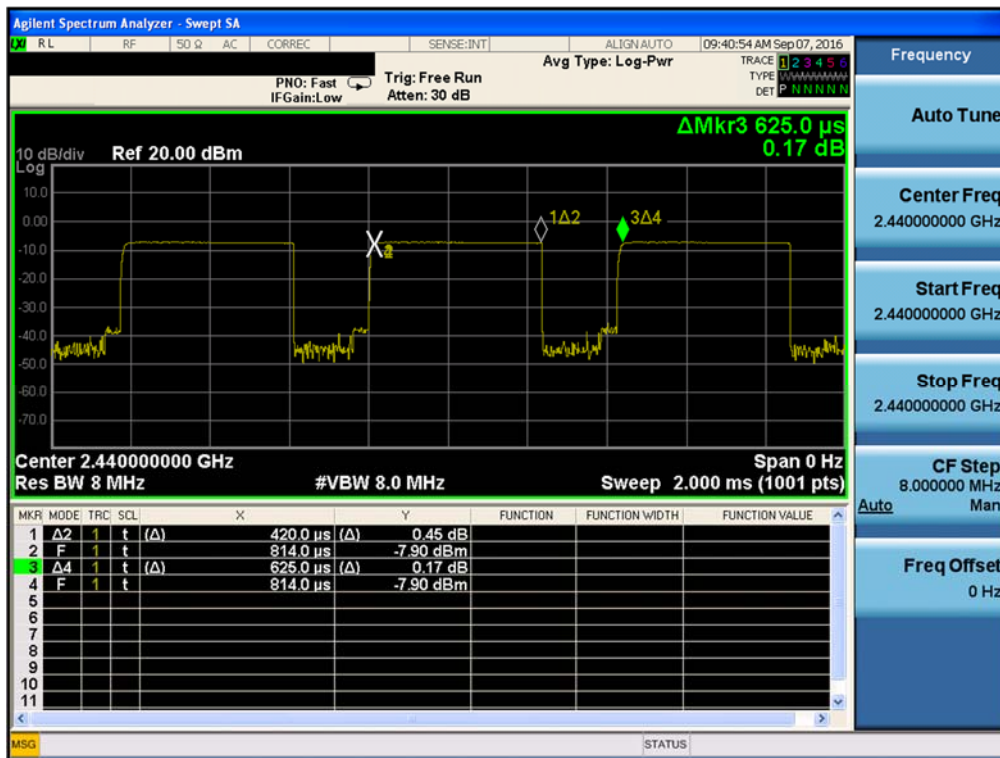 Agilent Spectrum Analyzer - Swept SA
LXI RL RF 50 Ω AC CORREC SENSE:INT ALIGN AUTO 09:40:54 AM Sep 07, 2016
Frequency
Avg Type: Log-Pwr TRACE 1 2 3 4 5 6
PNO: Fast Trig: Free Run TYPE WWWWWW
IFGain:Low Atten: 30 dB DET P N N N N N
Auto Tune
ΔMkr3 625.0 µs
10 dB/div Ref 20.00 dBm 0.17 dB
Log
10.0
0.00
-10.0
-20.0
-30.0
-40.0
-50.0
-60.0
-70.0
1Δ2 3Δ4
Center Freq
2.440000000 GHz
Start Freq
2.440000000 GHz
Stop Freq
2.440000000 GHz
Center 2.440000000 GHz Span 0 Hz
Res BW 8 MHz #VBW 8.0 MHz Sweep 2.000 ms (1001 pts)
CF Step
8.000000 MHz
Auto Man
Freq Offset
0 Hz
MKR MODE TRC SCL X Y FUNCTION FUNCTION WIDTH FUNCTION VALUE
1 Δ2 1 t (Δ) 420.0 µs (Δ) 0.45 dB
2 F 1 t 814.0 µs -7.90 dBm
3 Δ4 1 t (Δ) 625.0 µs (Δ) 0.17 dB
4 F 1 t 814.0 µs -7.90 dBm
5
6
7
8
9
10
11
MSG STATUS